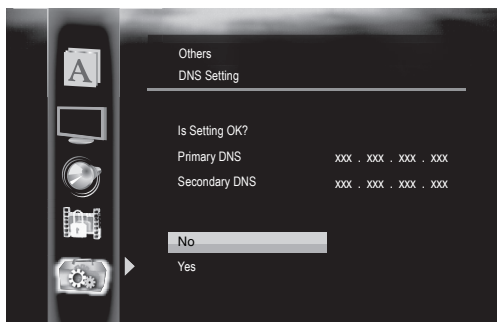 A
Others
DNS Setting
Is Setting OK?
Primary DNS xxx . xxx . xxx . xxx
Secondary DNS xxx . xxx . xxx . xxx
No
Yes